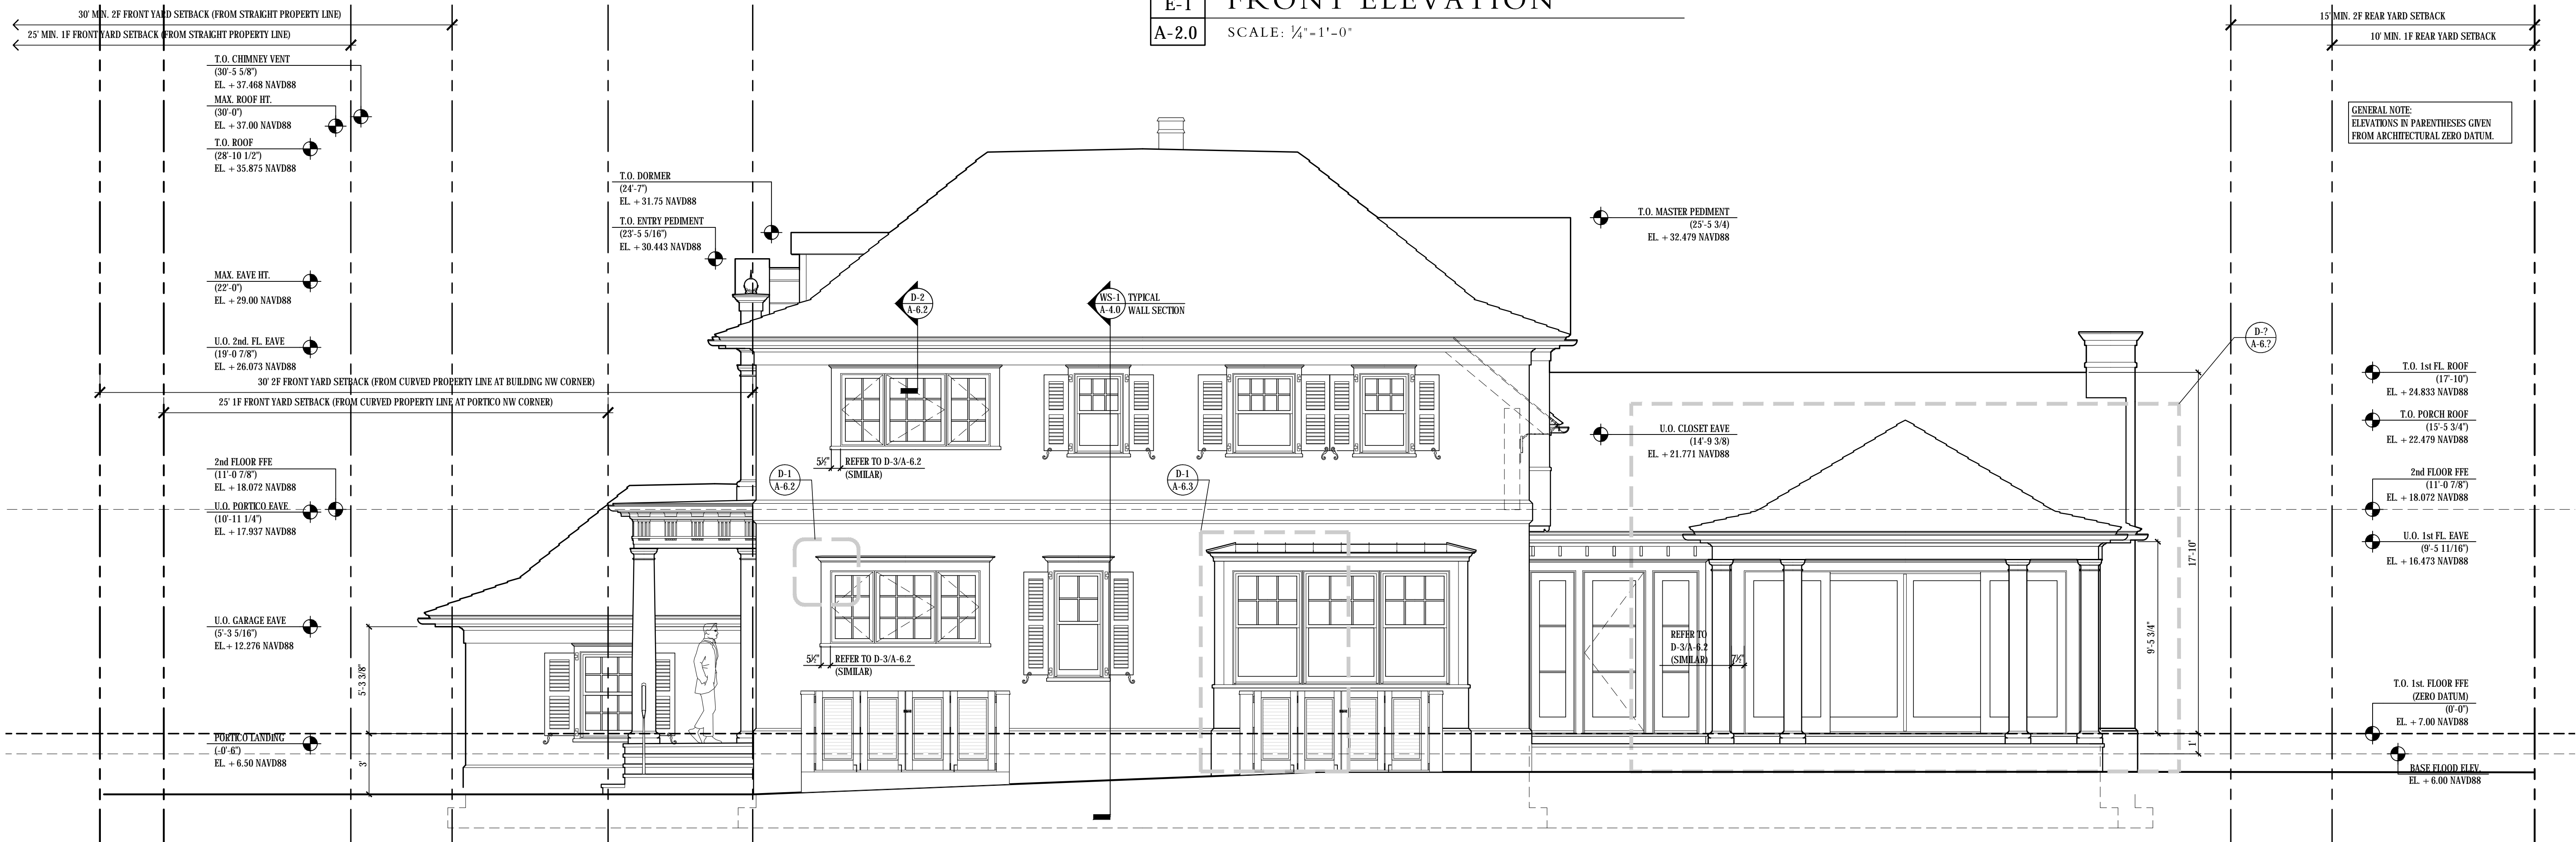 E-1
FRONT ELEVATION
A-2.0
SCALE: ¼"-1'-0"
30' MIN. 2F FRONT YARD SETBACK (FROM STRAIGHT PROPERTY LINE)
25' MIN. 1F FRONT YARD SETBACK (FROM STRAIGHT PROPERTY LINE)
15' MIN. 2F REAR YARD SETBACK
10' MIN. 1F REAR YARD SETBACK
T.O. CHIMNEY VENT
(30'-5 5/8")
EL. +37.468 NAVD88
MAX. ROOF HT.
(30'-0")
EL. +37.00 NAVD88
T.O. ROOF
(28'-10 1/2")
EL. +35.875 NAVD88
GENERAL NOTE:
ELEVATIONS IN PARENTHESES GIVEN
FROM ARCHITECTURAL ZERO DATUM.
T.O. DORMER
(24'-7")
EL. +31.75 NAVD88
T.O. ENTRY PEDIMENT
(23'-5 5/16")
EL. +30.443 NAVD88
T.O. MASTER PEDIMENT
(25'-5 3/4)
EL. +32.479 NAVD88
MAX. EAVE HT.
(22'-0")
EL. +29.00 NAVD88
D-2
A-6.2
WS-1
A-4.0
TYPICAL
WALL SECTION
U.O. 2nd. FL. EAVE
(19'-0 7/8")
EL. +26.073 NAVD88
D-?
A-6.?
30' 2F FRONT YARD SETBACK (FROM CURVED PROPERTY LINE AT BUILDING NW CORNER)
25' 1F FRONT YARD SETBACK (FROM CURVED PROPERTY LINE AT PORTICO NW CORNER)
T.O. 1st FL. ROOF
(17'-10")
EL. +24.833 NAVD88
T.O. PORCH ROOF
(15'-5 3/4")
EL. +22.479 NAVD88
U.O. CLOSET EAVE
(14'-9 3/8)
EL. +21.771 NAVD88
2nd FLOOR FFE
(11'-0 7/8")
EL. +18.072 NAVD88
5½"
REFER TO D-3/A-6.2
(SIMILAR)
D-1
A-6.2
D-1
A-6.3
2nd FLOOR FFE
(11'-0 7/8")
EL. +18.072 NAVD88
U.O. PORTICO EAVE
(10'-11 1/4")
EL. +17.937 NAVD88
U.O. 1st FL. EAVE
(9'-5 11/16")
EL. +16.473 NAVD88
17'-10"
U.O. GARAGE EAVE
(5'-3 5/16")
EL.+ 12.276 NAVD88
5'-3 3/8"
5½"
REFER TO D-3/A-6.2
(SIMILAR)
REFER TO
D-3/A-6.2
(SIMILAR)
7½"
9'-5 3/4"
T.O. 1st. FLOOR FFE
(ZERO DATUM)
(0'-0")
EL. +7.00 NAVD88
PORTICO LANDING
(-0'-6")
EL. +6.50 NAVD88
3'
1'
BASE FLOOD ELEV.
EL. +6.00 NAVD88